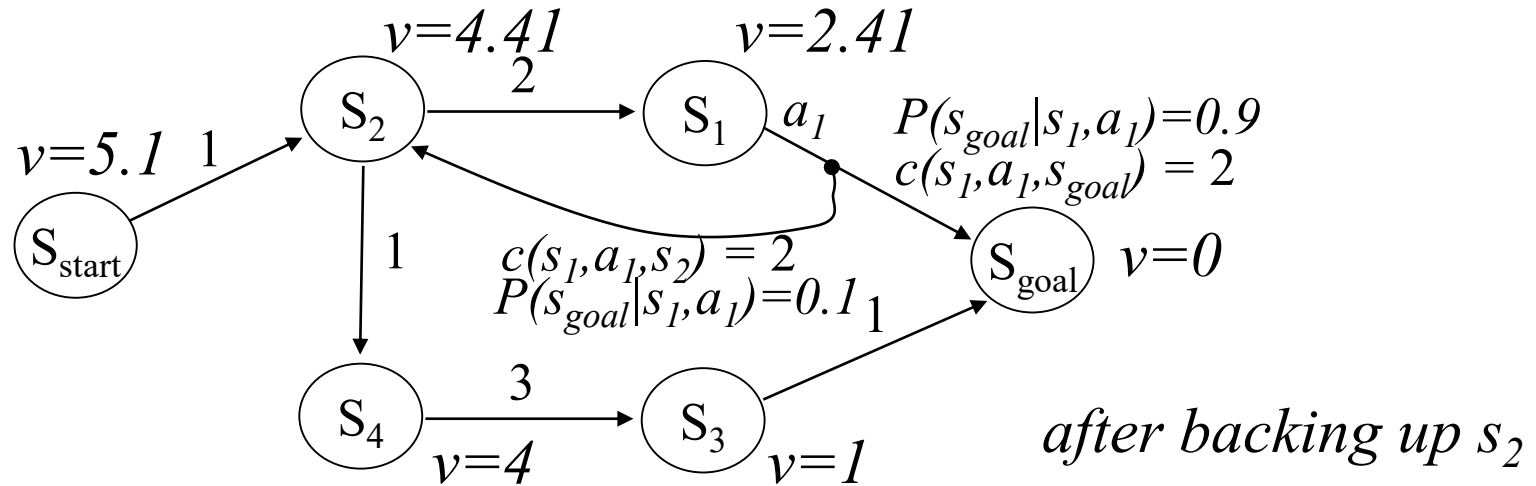 v=4.41
v=2.41
2
S2
S1
a1
P(sgoal|s1,a1)=0.9
c(s1,a1,sgoal) = 2
v=5.1
1
Sstart
1
c(s1,a1,s2) = 2
P(sgoal|s1,a1)=0.1
Sgoal
v=0
1
3
S4
S3
v=4
v=1
after backing up s2